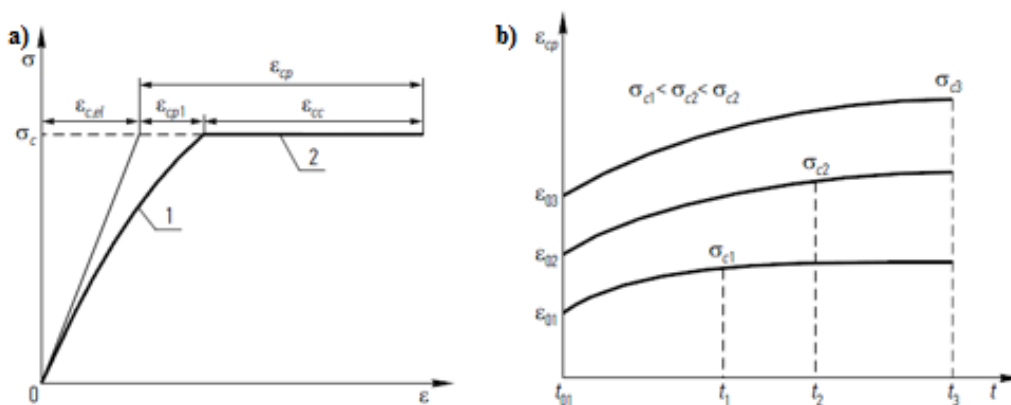 a)
σ
ε_cp
ε_c,el
ε_cp1
ε_cc
σ_c
2
1
0
ε
b)
ε_cp
σ_c1 < σ_c2 < σ_c2
σ_c3
σ_c2
ε_03
σ_c1
ε_02
ε_01
t_01
t_1
t_2
t_3
t